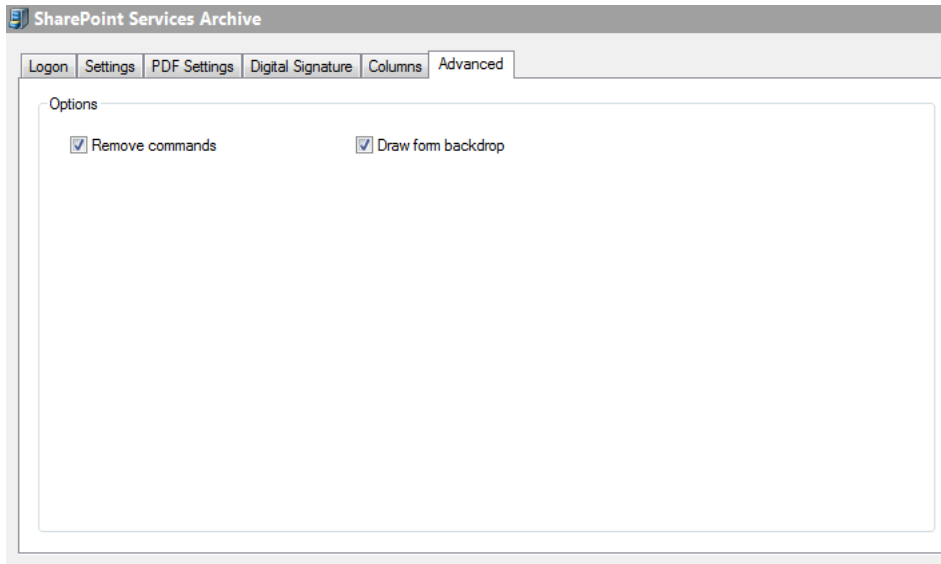 SharePoint Services Archive
Logon Settings PDF Settings Digital Signature Columns Advanced
Options
Remove commands Draw form backdrop